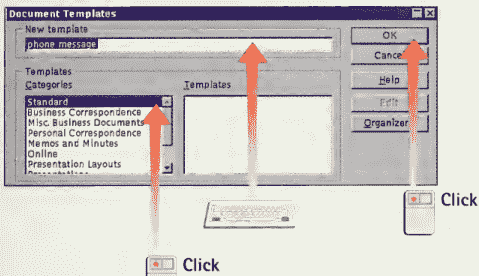 Document Templates
New template
phone message
OK
Cancel
Templates
Categories
Templates
Help
Standard
Business Correspondence
Misc. Business Documents
Edit
Personal Correspondence
Memos and Minutes
Organizer
Online
Presentation Layouts
Presentations
Click
Click